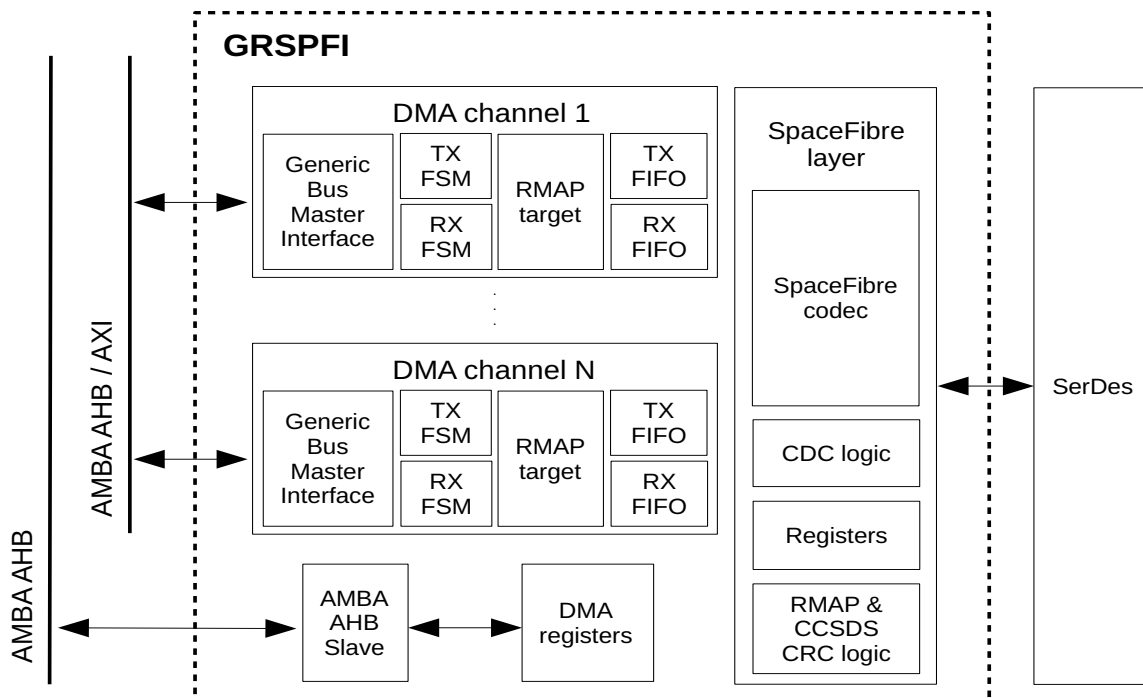 GRSPFI
DMA channel 1
Generic
Bus
Master
Interface
TX
FSM
RX
FSM
RMAP
target
TX
FIFO
RX
FIFO
.
.
.
DMA channel N
Generic
Bus
Master
Interface
TX
FSM
RX
FSM
RMAP
target
TX
FIFO
RX
FIFO
AMBA AHB / AXI
AMBA AHB
AMBA
AHB
Slave
DMA
registers
SpaceFibre
layer
SpaceFibre
codec
CDC logic
Registers
RMAP &
CCSDS
CRC logic
SerDes